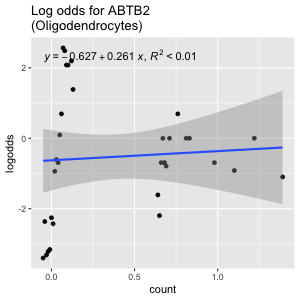 Log odds for ABTB2
(Oligodendrocytes)
y = −0.627 + 0.261 x, R² < 0.01
2
0
-2
logodds
0.0 0.5 1.0
count